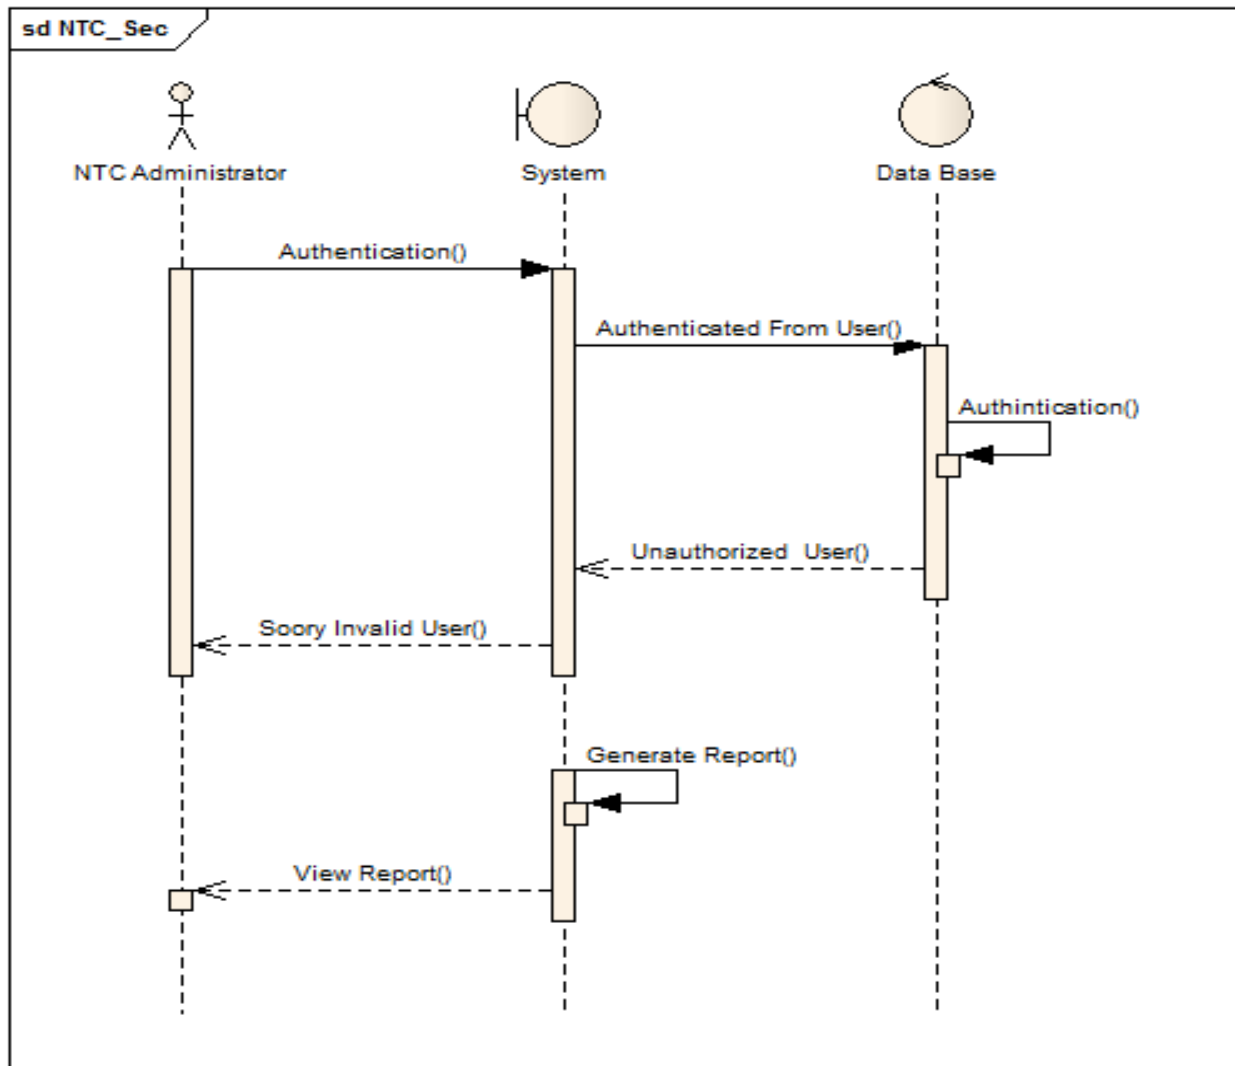 sd NTC_Sec
NTC Administrator
System
Data Base
Authentication()
Authenticated From User()
Authintication()
Unauthorized  User()
Soory Invalid User()
Generate Report()
View Report()